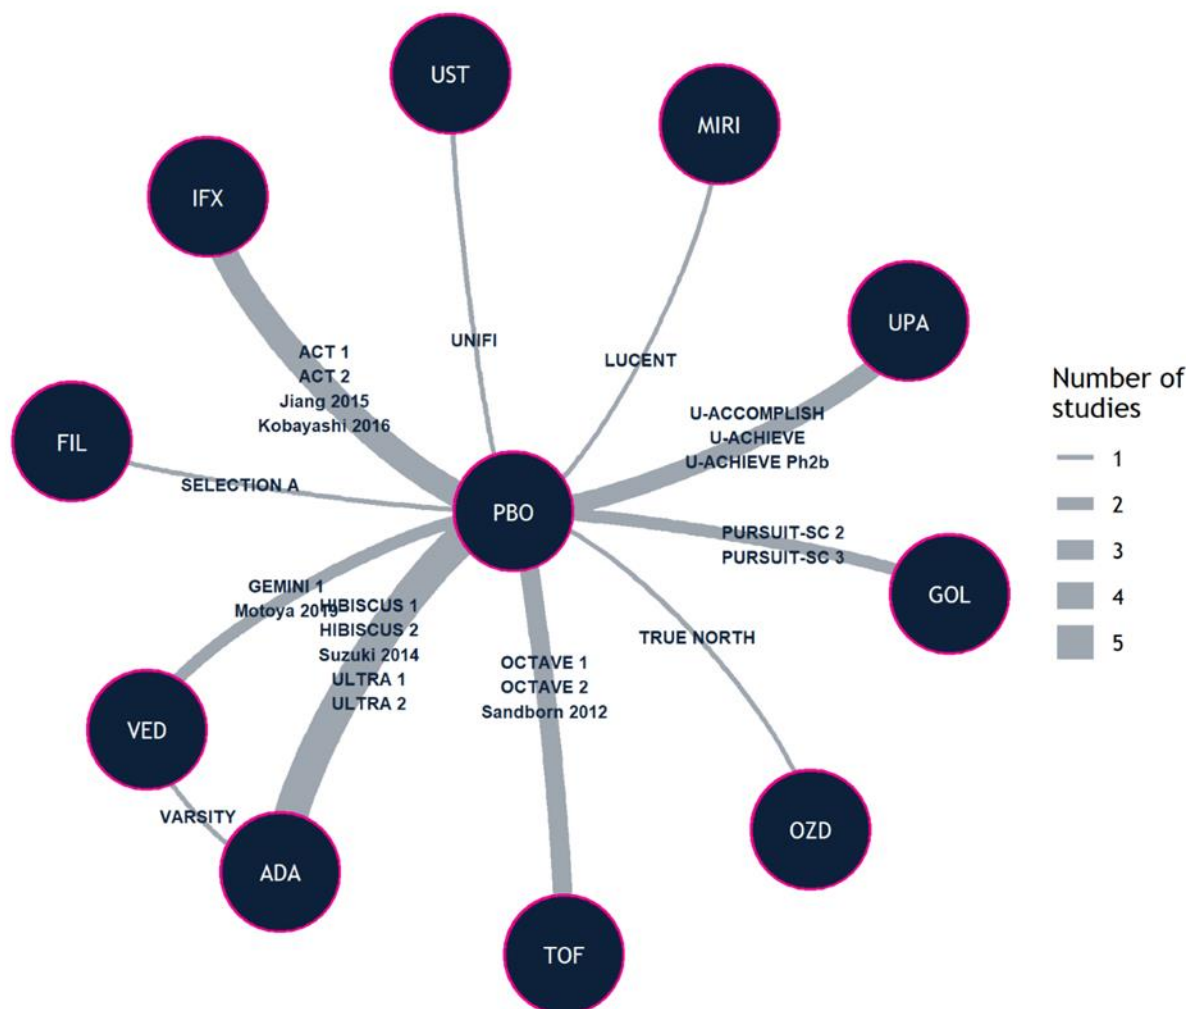 UST
MIRI
IFX
UPA
UNIFI
LUCENT
ACT 1
ACT 2
Jiang 2015
Kobayashi 2016
Number of
studies
1
2
3
4
5
U-ACCOMPLISH
U-ACHIEVE
U-ACHIEVE Ph2b
FIL
SELECTION A
PBO
PURSUIT-SC 2
PURSUIT-SC 3
GOL
GEMINI 1
Motoya 2019
HIBISCUS 1
HIBISCUS 2
Suzuki 2014
ULTRA 1
ULTRA 2
TRUE NORTH
OCTAVE 1
OCTAVE 2
Sandborn 2012
VED
VARSITY
ADA
OZD
TOF